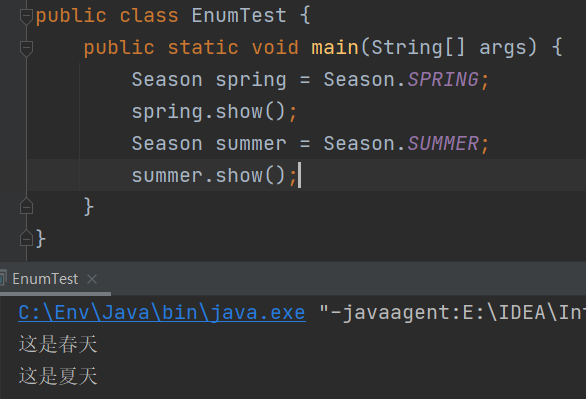 public class EnumTest {
public static void main(String[] args) {
Season spring = Season.SPRING;
spring.show();
Season summer = Season.SUMMER;
summer.show();
}
}
EnumTest ×
C:\Env\Java\bin\java.exe "-javaagent:E:\IDEA\Int
这是春天
这是夏天